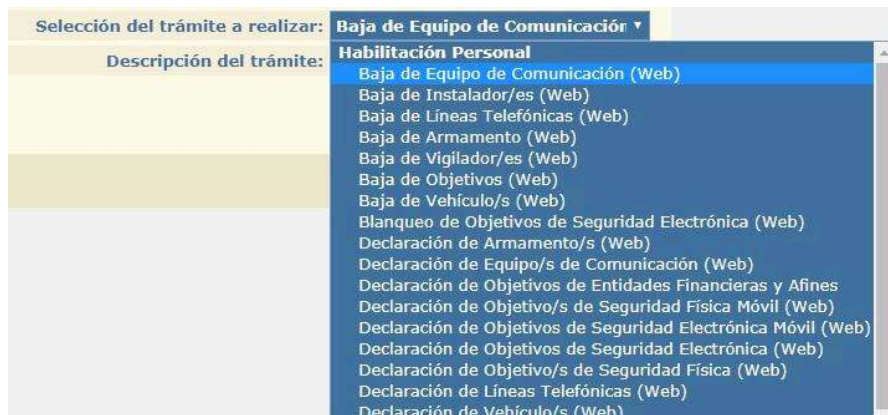 Selección del trámite a realizar: Baja de Equipo de Comunicación
Descripción del trámite:
Habilitación Personal
Baja de Equipo de Comunicación (Web)
Baja de Instalador/es (Web)
Baja de Líneas Telefónicas (Web)
Baja de Armamento (Web)
Baja de Vigilador/es (Web)
Baja de Objetivos (Web)
Baja de Vehículo/s (Web)
Blanqueo de Objetivos de Seguridad Electrónica (Web)
Declaración de Armamento/s (Web)
Declaración de Equipo/s de Comunicación (Web)
Declaración de Objetivos de Entidades Financieras y Afines
Declaración de Objetivo/s de Seguridad Física Móvil (Web)
Declaración de Objetivos de Seguridad Electrónica Móvil (Web)
Declaración de Objetivos de Seguridad Electrónica (Web)
Declaración de Objetivo/s de Seguridad Física (Web)
Declaración de Líneas Telefónicas (Web)
Declaración de Vehículo/s (Web)